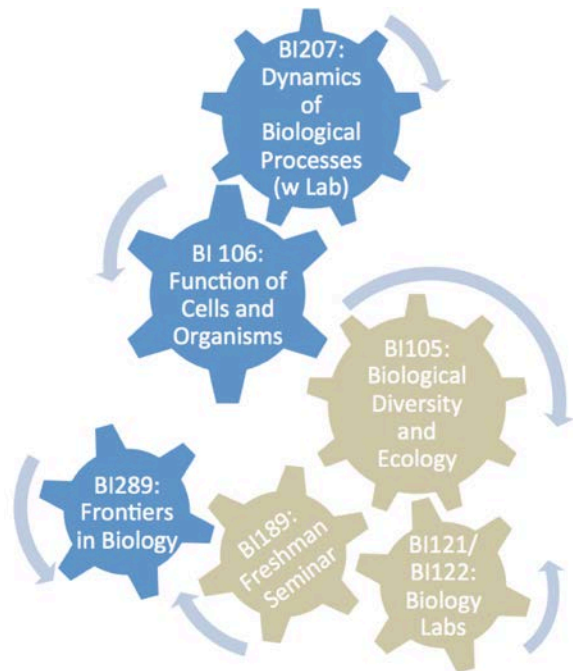 BI207:
Dynamics
of
Biological
Processes
(w Lab)
BI 106:
Function of
Cells and
Organisms
BI105:
Biological
Diversity
and
Ecology
BI289:
Frontiers
in Biology
BI189:
Freshman
Seminar
BI121/
BI122:
Biology
Labs